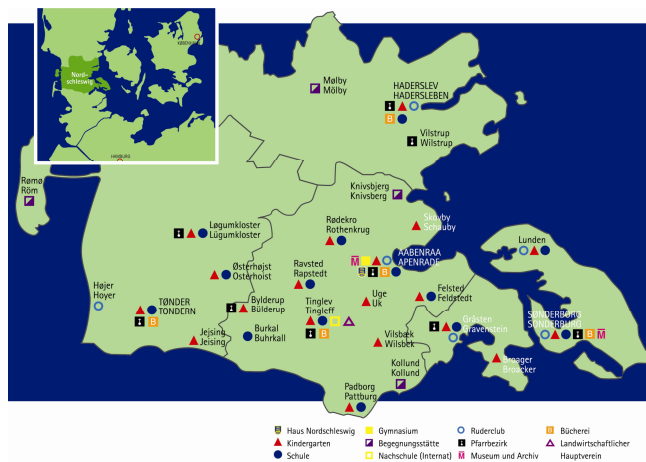 KØBENHAVN
Nord-
schleswig
HAMBURG
Mølby
Mölby
HADERSLEV
HADERSLEBEN
B
Vilstrup
Wilstrup
Rømø
Röm
Knivsbjerg
Knivsberg
Skovby
Schauby
Løgumkloster
Lügumkloster
Rødekro
Rothenkrug
Lunden
AABENRAA
APENRADE
M
B
Østerhøjst
Osterhoist
Ravsted
Rapstedt
Højer
Hoyer
Felsted
Feldstedt
Uge
Uk
TØNDER
TONDERN
B
Bylderup
Bülderup
Tinglev
Tingleff
B
Gråsten
Gravenstein
SØNDERBORG
SONDERBURG
B
M
Burkal
Buhrkall
Jejsing
Jeising
Vilsbæk
Wilsbek
Broager
Broacker
Kollund
Kollund
Padborg
Pattburg
Haus Nordschleswig
Gymnasium
Ruderclub
B Bücherei
Kindergarten
Begegnungsstätte
Pfarrbezirk
Landwirtschaftlicher
Schule
Nachschule (Internat)
M Museum und Archiv
Hauptverein